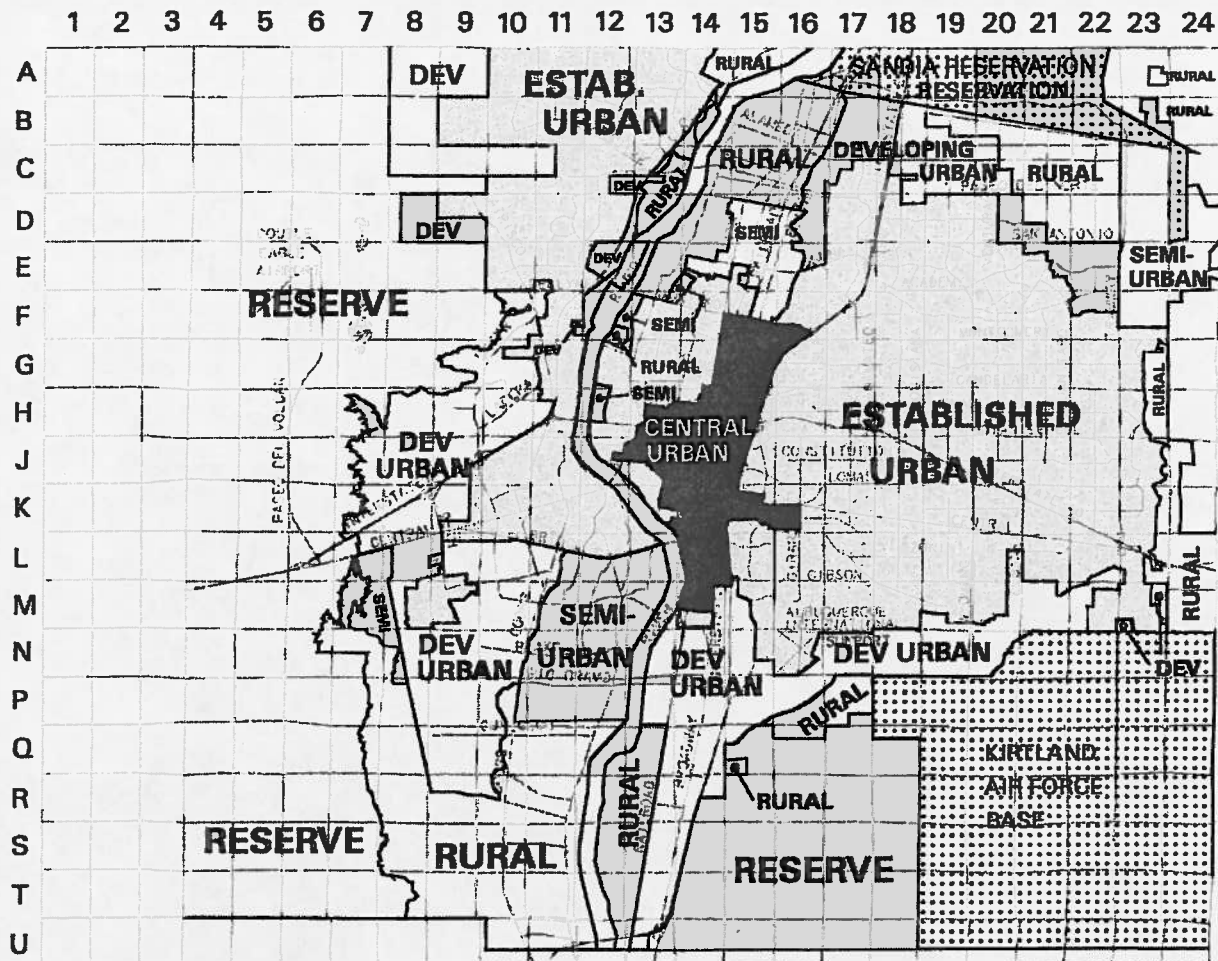 1 2 3 4 5 6 7 8 9 10 11 12 13 14 15 16 17 18 19 20 21 22 23 24
A
B
C
D
E
F
G
H
J
K
L
M
N
P
Q
R
S
T
U
DEV
ESTAB.
URBAN
RURAL
SANDIA RESERVATION
RESERVATION
RURAL
RURAL
RURAL
DEVELOPING
URBAN
RURAL
DEV
RURAL
DEV
SEMI
SAN ANTONIO
DEV
SEMI-
URBAN
RESERVE
SEMI
DEV
RURAL
SEMI
RURAL
DEV
URBAN
CENTRAL
URBAN
ESTABLISHED
URBAN
CENTRAL
GIBSON
RURAL
SEMI
SEMI-
URBAN
DEV
URBAN
DEV
URBAN
ALBUQUERQUE
DEV URBAN
DEV
RURAL
RURAL
RURAL
KIRTLAND
AIR FORCE
BASE
RESERVE
RURAL
RESERVE